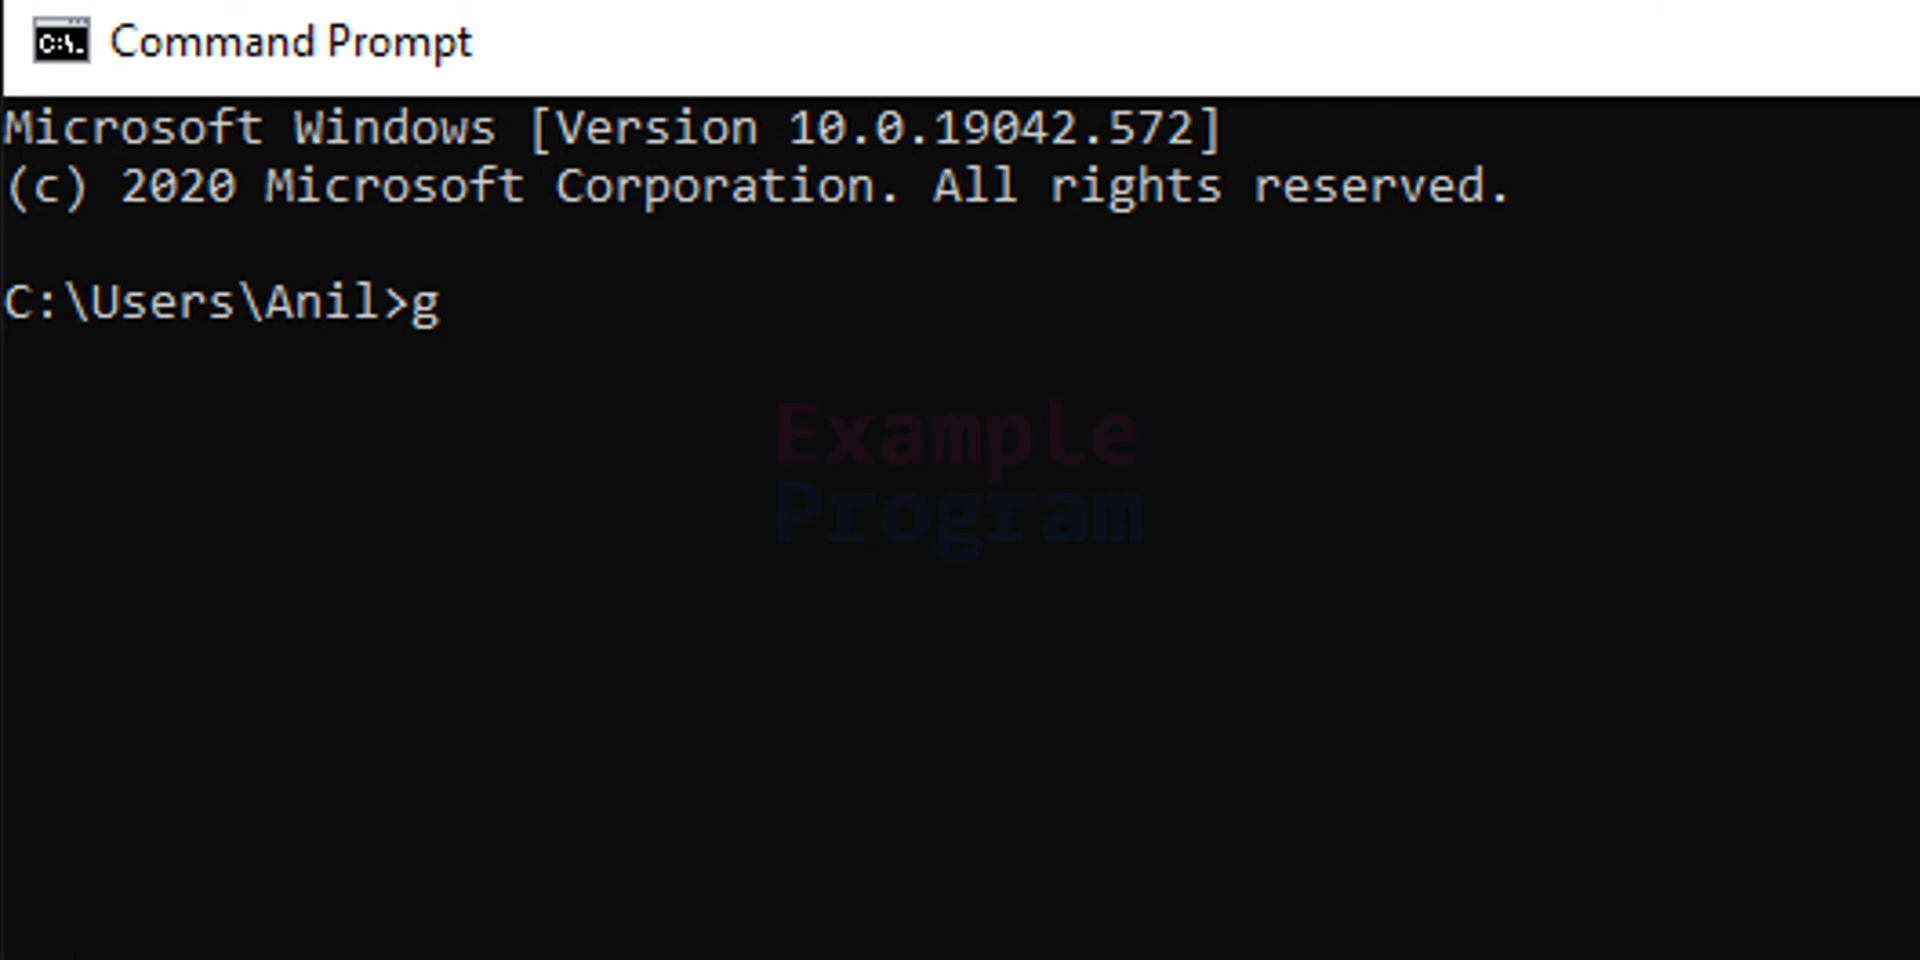 Command Prompt
Microsoft Windows [Version 10.0.19042.572]
(c) 2020 Microsoft Corporation. All rights reserved.
C:\Users\Anil>g
Example
Program